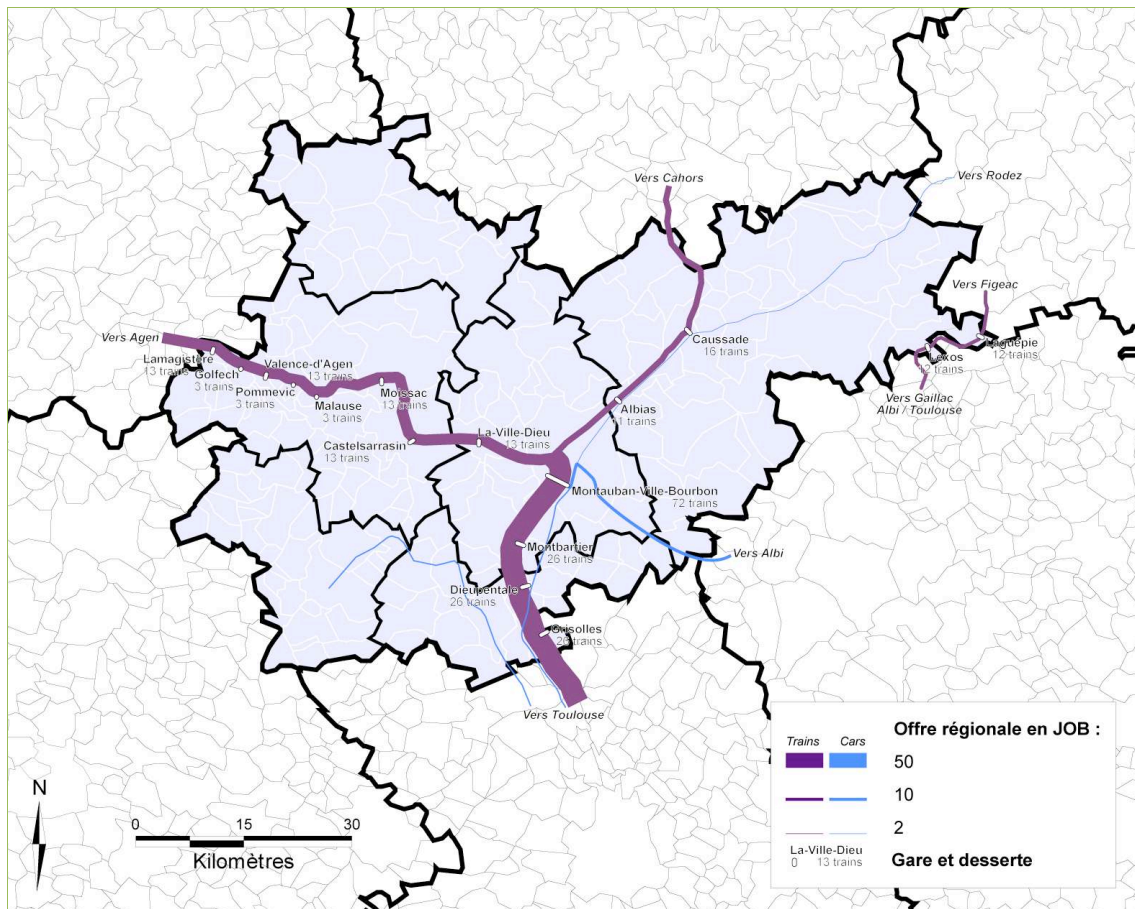 Vers Cahors
Vers Rodez
Vers Figeac
Vers Agen
Lamagistère
13 trains
Golfech
3 trains
Valence-d'Agen
13 trains
Pommevic
3 trains
Malause
3 trains
Moissac
13 trains
Castelsarrasin
13 trains
La-Ville-Dieu
13 trains
Caussade
16 trains
Albias
11 trains
Laguépie
12 trains
Lexos
12 trains
Vers Gaillac
Albi / Toulouse
Montauban-Ville-Bourbon
72 trains
Vers Albi
Montbartier
26 trains
Dieupentale
26 trains
Grisolles
26 trains
Vers Toulouse
N
0 15 30
Kilomètres
Offre régionale en JOB :
Trains Cars
50
10
2
La-Ville-Dieu
0 13 trains
Gare et desserte